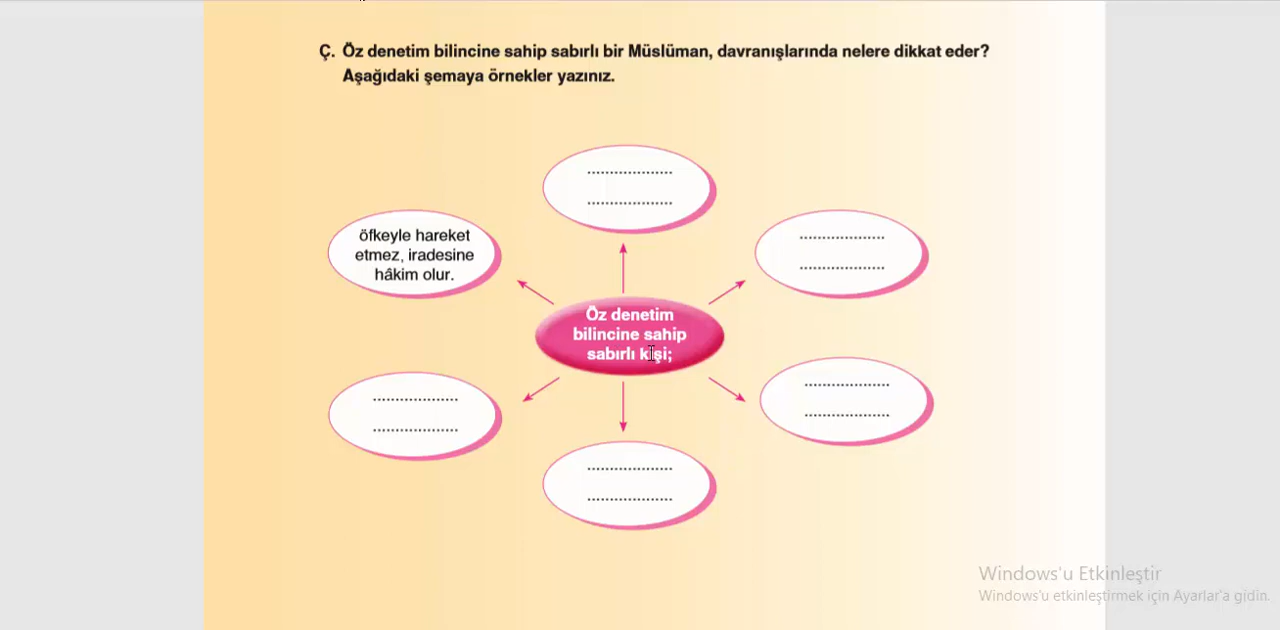 Ç. Öz denetim bilincine sahip sabırlı bir Müslüman, davranışlarında nelere dikkat eder?
Aşağıdaki şemaya örnekler yazınız.
....................
....................
öfkeyle hareket
etmez, iradesine
hâkim olur.
....................
....................
Öz denetim
bilincine sahip
sabırlı kişi;
....................
....................
....................
....................
....................
....................
Windows'u Etkinleştir
Windows'u etkinleştirmek için Ayarlar'a gidin.